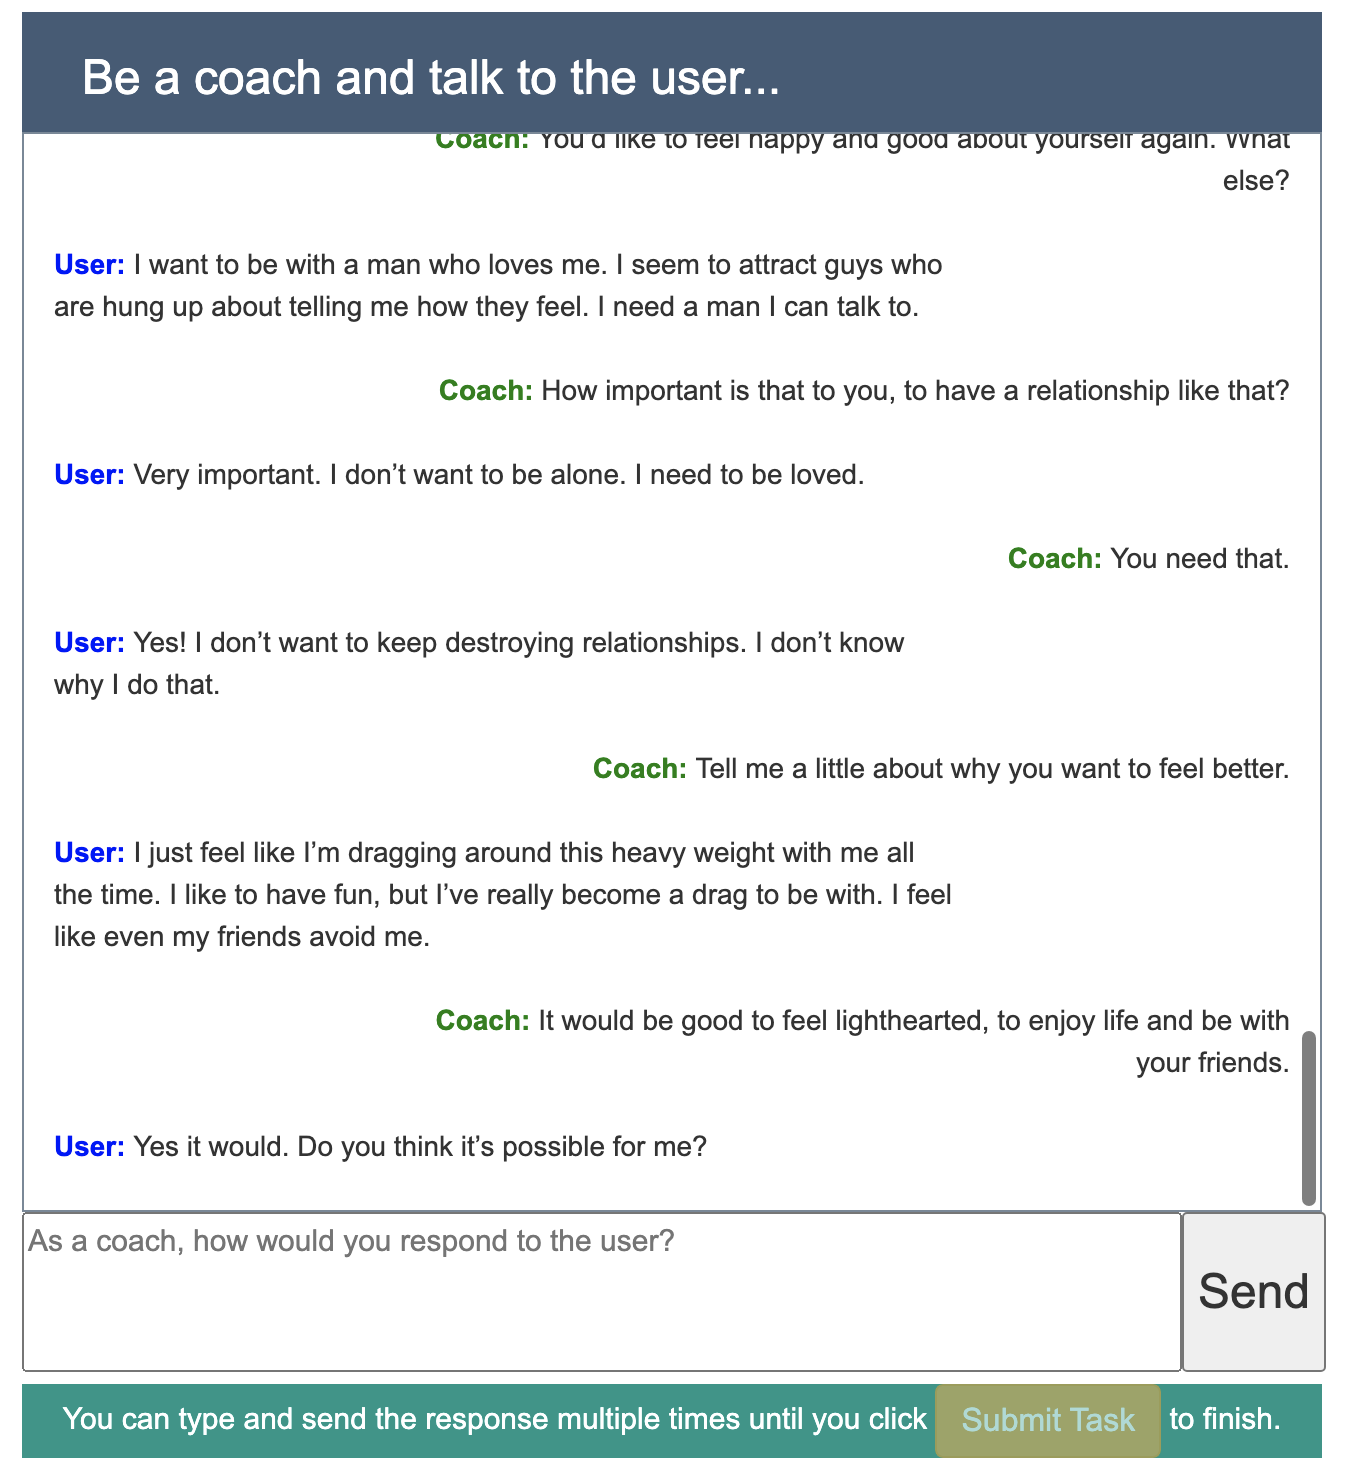 Be a coach and talk to the user...
Coach: You'd like to feel happy and good about yourself again. What
else?
User: I want to be with a man who loves me. I seem to attract guys who
are hung up about telling me how they feel. I need a man I can talk to.
Coach: How important is that to you, to have a relationship like that?
User: Very important. I don’t want to be alone. I need to be loved.
Coach: You need that.
User: Yes! I don’t want to keep destroying relationships. I don’t know
why I do that.
Coach: Tell me a little about why you want to feel better.
User: I just feel like I’m dragging around this heavy weight with me all
the time. I like to have fun, but I’ve really become a drag to be with. I feel
like even my friends avoid me.
Coach: It would be good to feel lighthearted, to enjoy life and be with
your friends.
User: Yes it would. Do you think it’s possible for me?
As a coach, how would you respond to the user?
Send
You can type and send the response multiple times until you click Submit Task to finish.